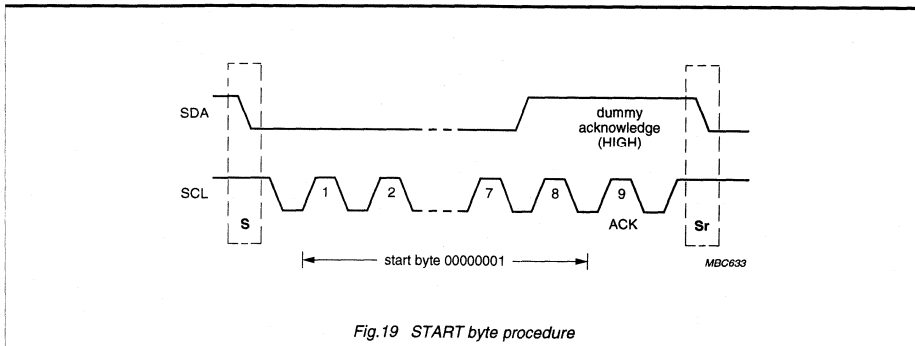 SDA
dummy
acknowledge
(HIGH)
SCL
1
2
7
8
9
S
ACK
Sr
start byte 00000001
MBC633
Fig.19 START byte procedure